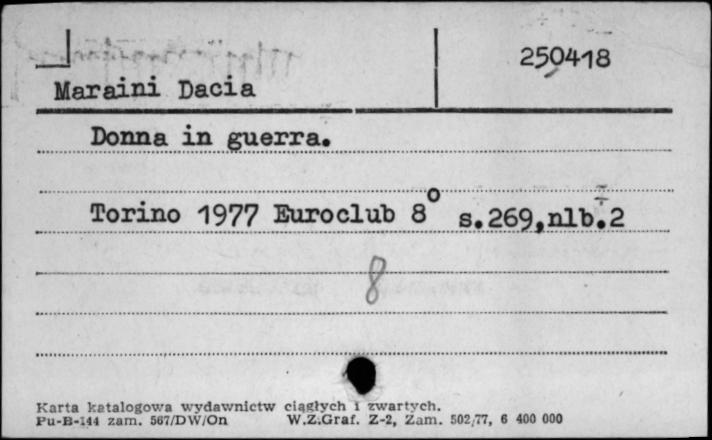 250418
Maraini Dacia
Donna in guerra.
Torino 1977 Euroclub 8° s.269,nlb.2
8
Karta katalogowa wydawnictw ciągłych i zwartych.
Pu-B-144 zam. 567/DW/On W.Z.Graf. Z-2, Zam. 502/77, 6 400 000